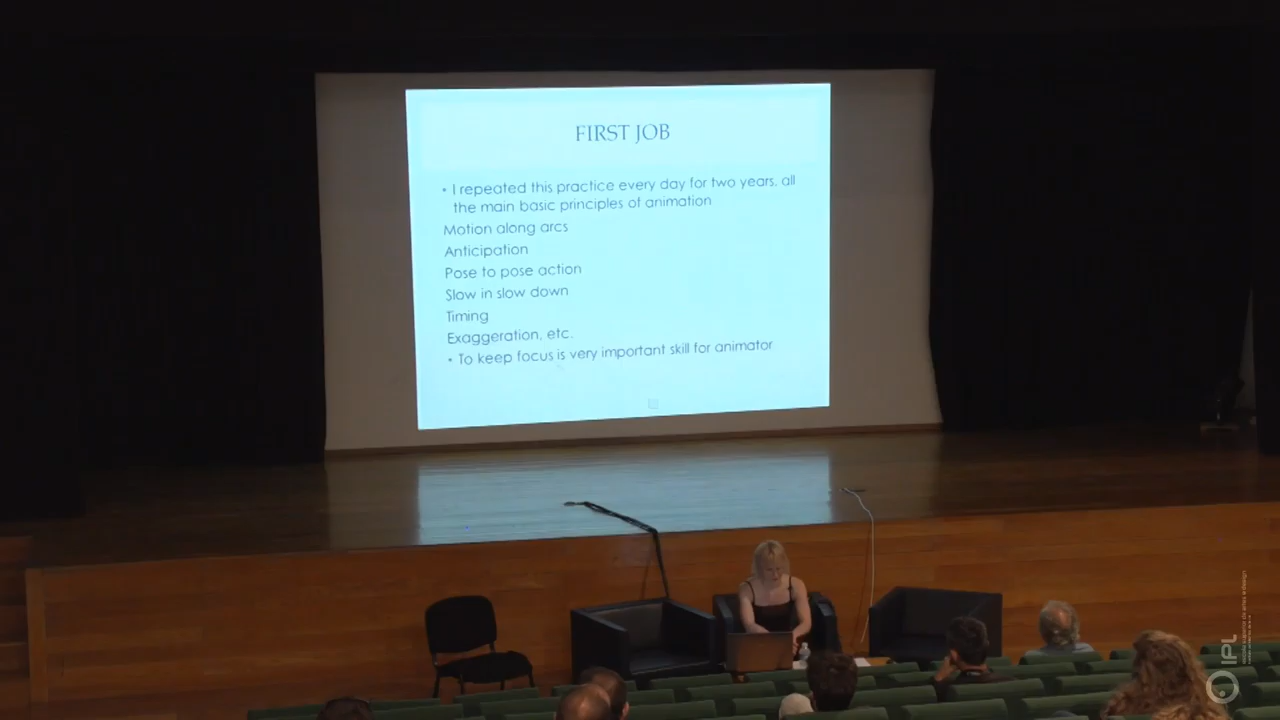 FIRST JOB
• I repeated this practice every day for two years. all
the main basic principles of animation
Motion along arcs
Anticipation
Pose to pose action
Slow in slow down
Timing
Exaggeration, etc.
• To keep focus is very important skill for animator
IPL